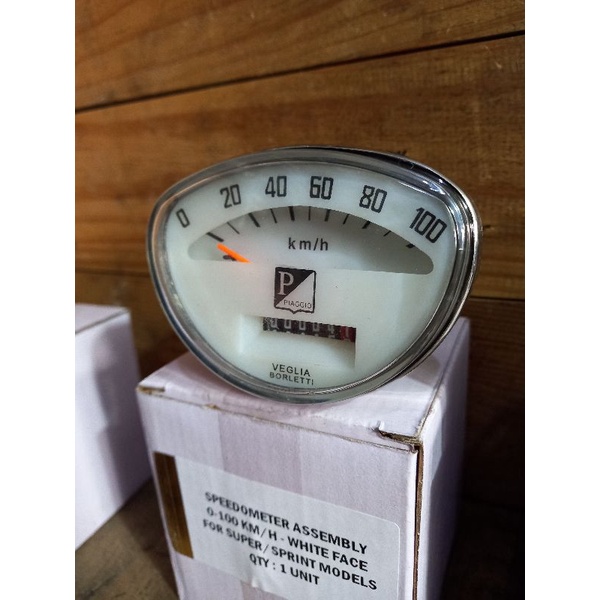 0 20 40 60 80 100
km/h
P
PIAGGIO
VEGLIA
BORLETTI
SPEEDOMETER ASSEMBLY
0-100 KM/H - WHITE FACE
FOR SUPER/SPRINT MODELS
QTY : 1 UNIT